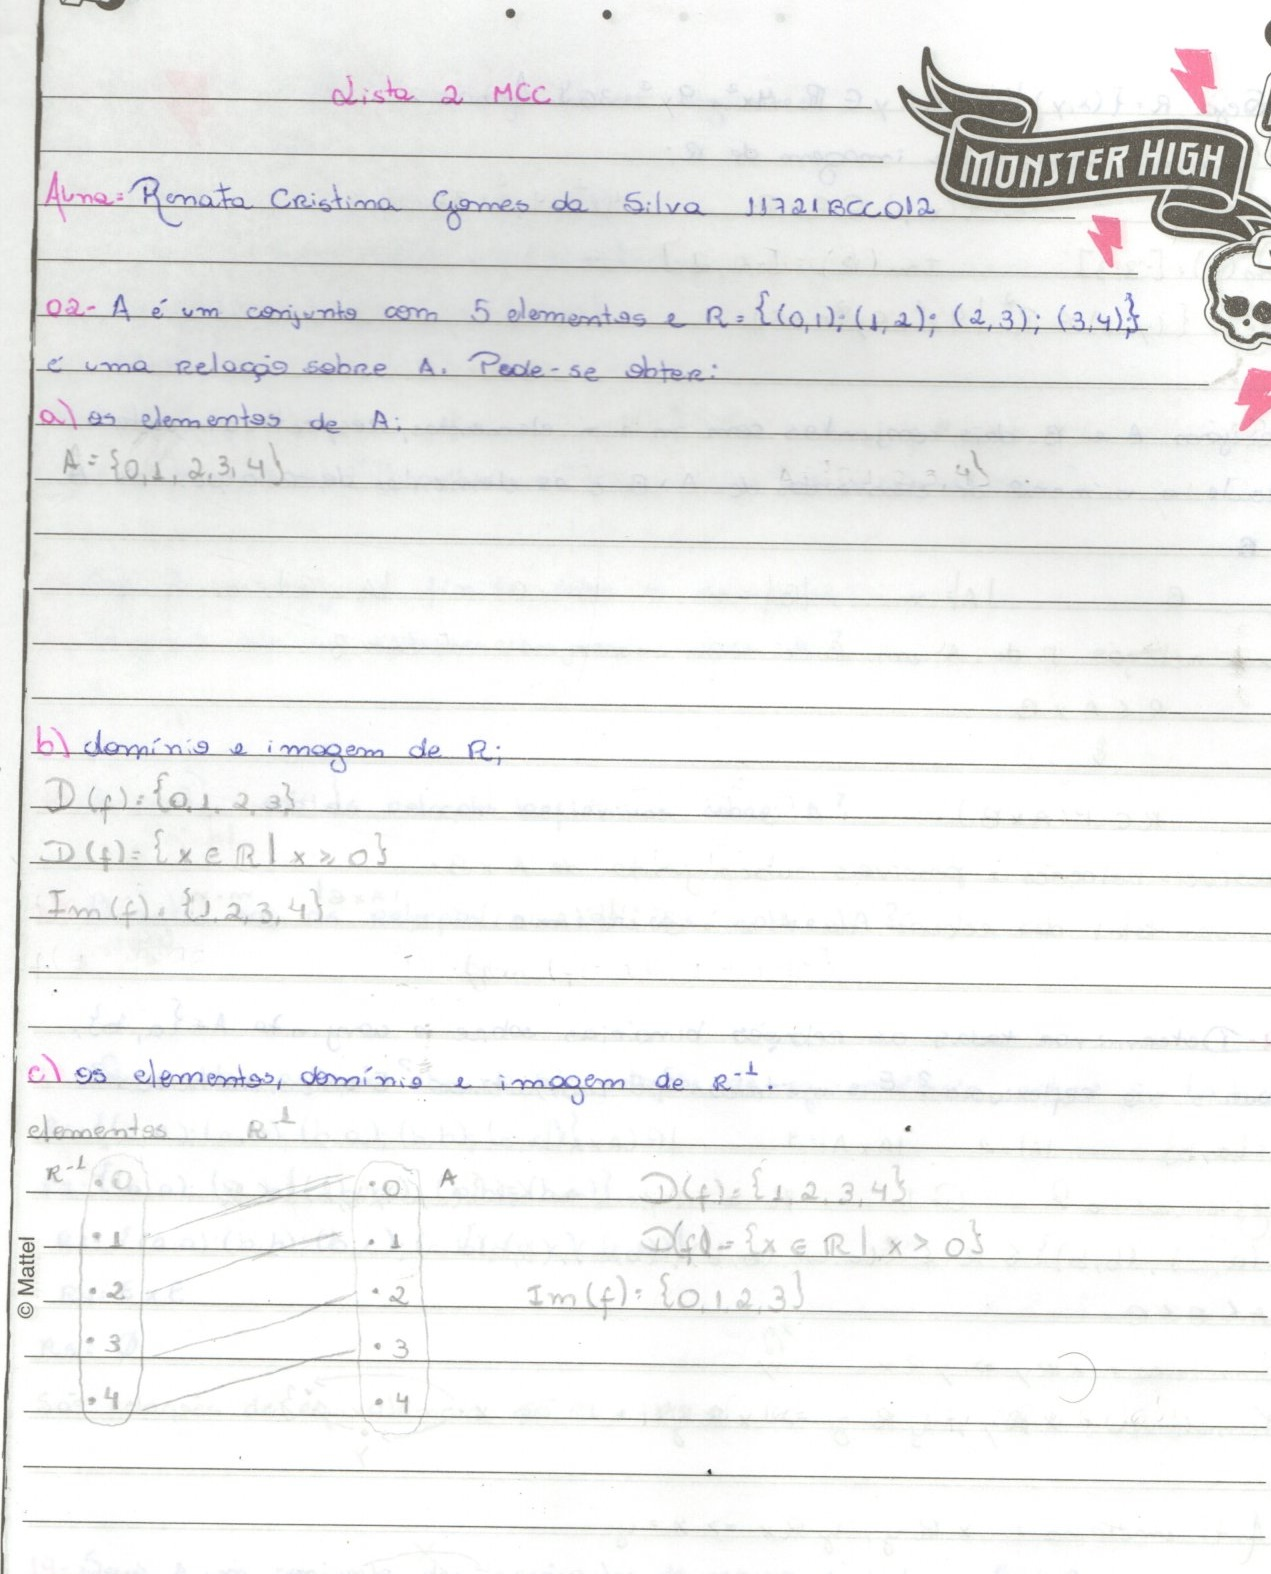 Lista 2 MCC
MONSTER HIGH
Aluna: Renata Cristina Gomes da Silva 11721BCC012
02- A é um conjunto com 5 elementos e R = {(0,1); (1,2); (2,3); (3,4)}
é uma relação sobre A. Pede-se obter:
a) os elementos de A;
A = {0,1, 2,3,4}
4}
b) domínio e imagem de R;
D(f) = {0,1, 2,3}
D(f) = {x ∈ R | x ≥ 0}
Im(f) = {1,2,3,4}
c) os elementos, domínio e imagem de R⁻¹.
elementos R⁻¹
R⁻¹ .0 .0 A D(f) = {1,2,3,4}
.1 .1 D(f) = {x ∈ R | x > 0}
.2 .2 Im(f) = {0,1,2,3}
.3 .3
.4 .4
© Mattel